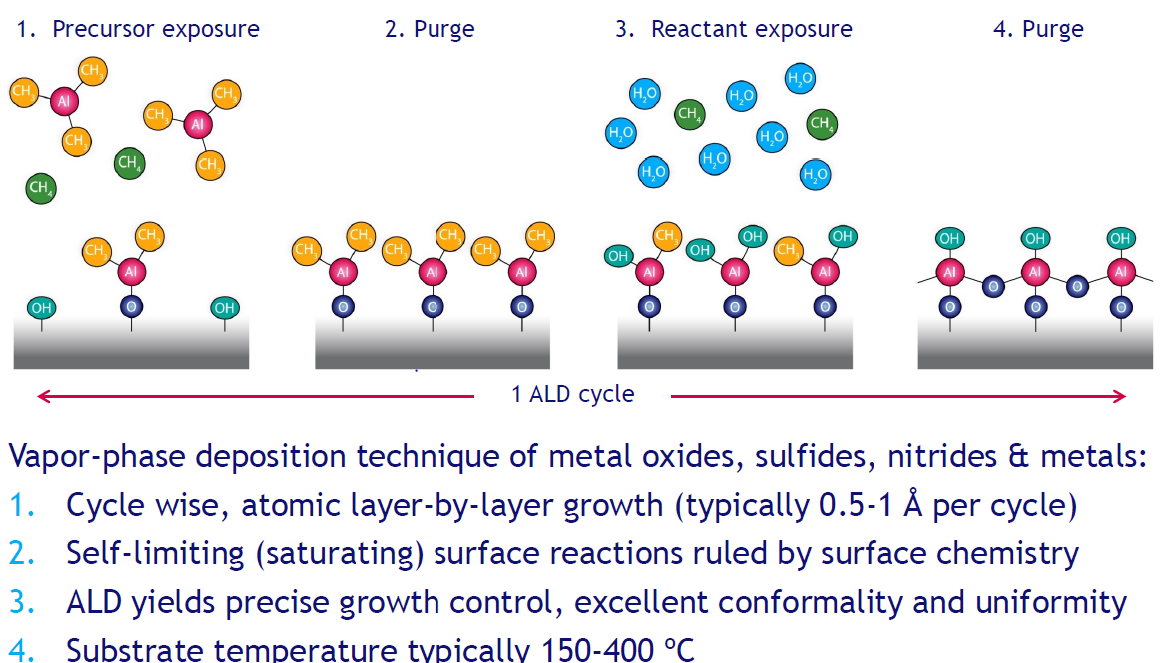 1. Precursor exposure
2. Purge
3. Reactant exposure
4. Purge
CH3 CH3 Al CH3
CH3 CH3 Al CH3
CH4 CH4
CH3 CH3 Al
OH O OH
CH3 CH3 CH3 CH3 CH3 CH3
Al Al Al
O O O
H2O H2O H2O CH4 CH4
H2O H2O H2O H2O H2O
OH CH3 OH OH CH3 OH
Al Al Al
O O O
OH OH OH
Al O Al O Al
O O O
1 ALD cycle
Vapor-phase deposition technique of metal oxides, sulfides, nitrides & metals:
1. Cycle wise, atomic layer-by-layer growth (typically 0.5-1 Å per cycle)
2. Self-limiting (saturating) surface reactions ruled by surface chemistry
3. ALD yields precise growth control, excellent conformality and uniformity
4. Substrate temperature typically 150-400 ºC